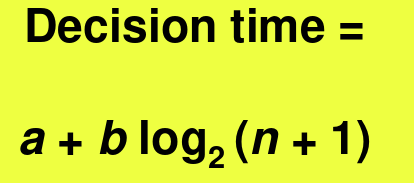 Decision time =
a + b log₂ (n + 1)